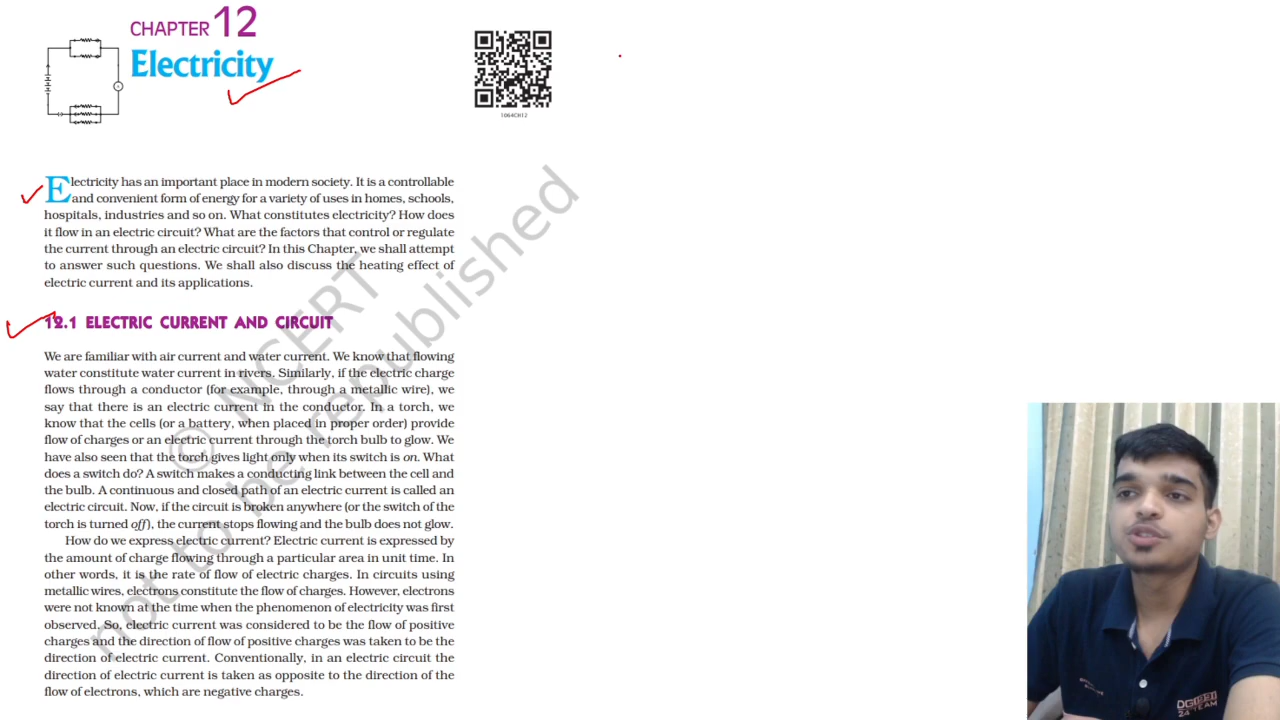 CHAPTER 12
Electricity
1064CH12
Electricity has an important place in modern society. It is a controllable
and convenient form of energy for a variety of uses in homes, schools,
hospitals, industries and so on. What constitutes electricity? How does
it flow in an electric circuit? What are the factors that control or regulate
the current through an electric circuit? In this Chapter, we shall attempt
to answer such questions. We shall also discuss the heating effect of
electric current and its applications.
12.1 ELECTRIC CURRENT AND CIRCUIT
We are familiar with air current and water current. We know that flowing
water constitute water current in rivers. Similarly, if the electric charge
flows through a conductor (for example, through a metallic wire), we
say that there is an electric current in the conductor. In a torch, we
know that the cells (or a battery, when placed in proper order) provide
flow of charges or an electric current through the torch bulb to glow. We
have also seen that the torch gives light only when its switch is on. What
does a switch do? A switch makes a conducting link between the cell and
the bulb. A continuous and closed path of an electric current is called an
electric circuit. Now, if the circuit is broken anywhere (or the switch of the
torch is turned off), the current stops flowing and the bulb does not glow.
How do we express electric current? Electric current is expressed by
the amount of charge flowing through a particular area in unit time. In
other words, it is the rate of flow of electric charges. In circuits using
metallic wires, electrons constitute the flow of charges. However, electrons
were not known at the time when the phenomenon of electricity was first
observed. So, electric current was considered to be the flow of positive
charges and the direction of flow of positive charges was taken to be the
direction of electric current. Conventionally, in an electric circuit the
direction of electric current is taken as opposite to the direction of the
flow of electrons, which are negative charges.
© NCERT
not to be republished
24 TEAM